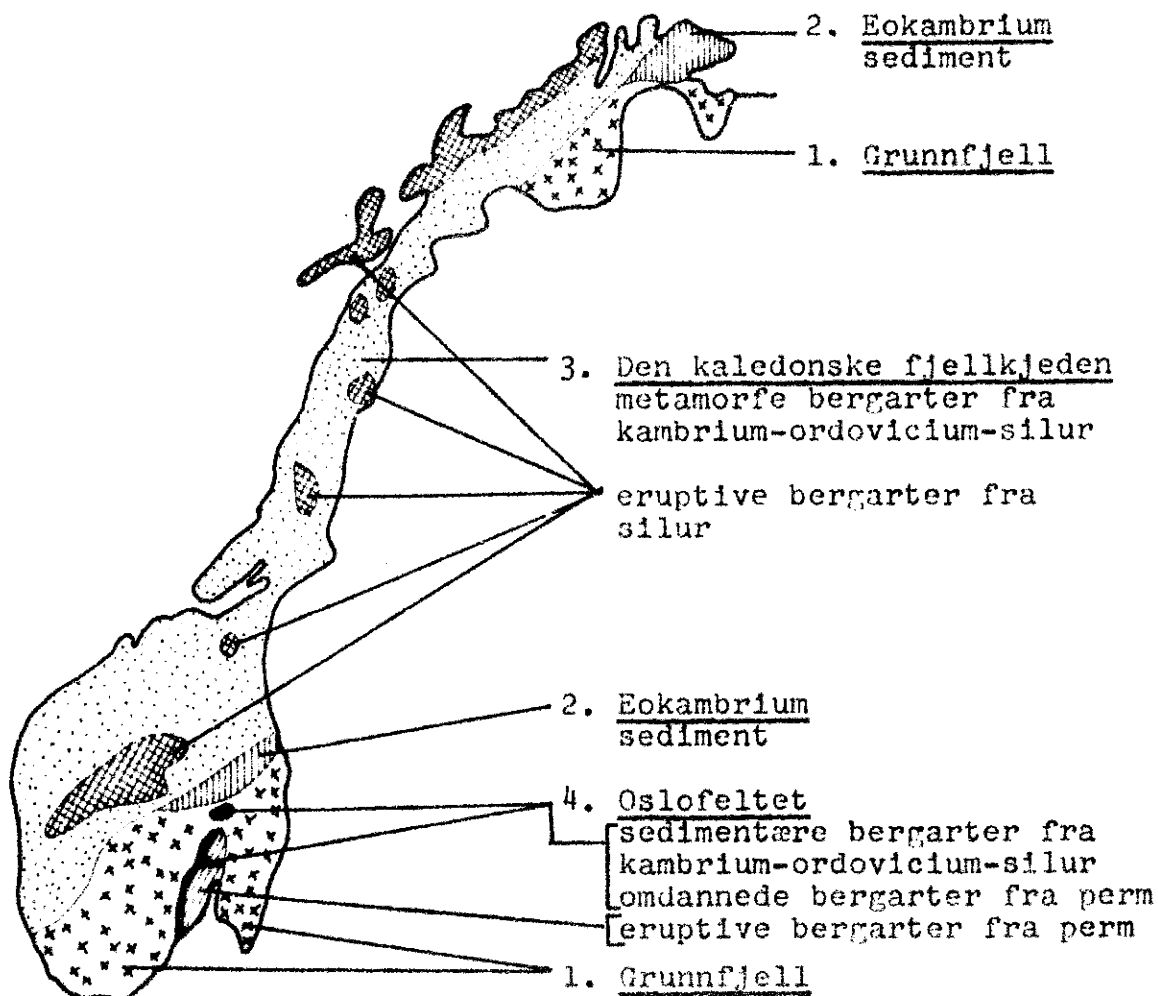 2. Eokambrium
sediment
1. Grunnfjell
3. Den kaledonske fjellkjeden
metamorfe bergarter fra
kambrium-ordovicium-silur
eruptive bergarter fra
silur
2. Eokambrium
sediment
4. Oslofeltet
sedimentære bergarter fra
kambrium-ordovicium-silur
omdannede bergarter fra perm
eruptive bergarter fra perm
1. Grunnfjell